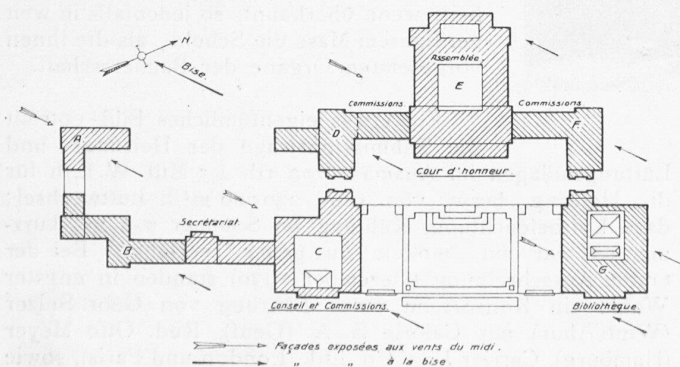 N
Bise.
Assemblée
E
Commissions
Commissions
A
D
F
Cour d'honneur
Secrétariat
B
C
G
Conseil et Commissions
Bibliothèque
Façades exposées aux vents du midi.
„ „ à la bise.